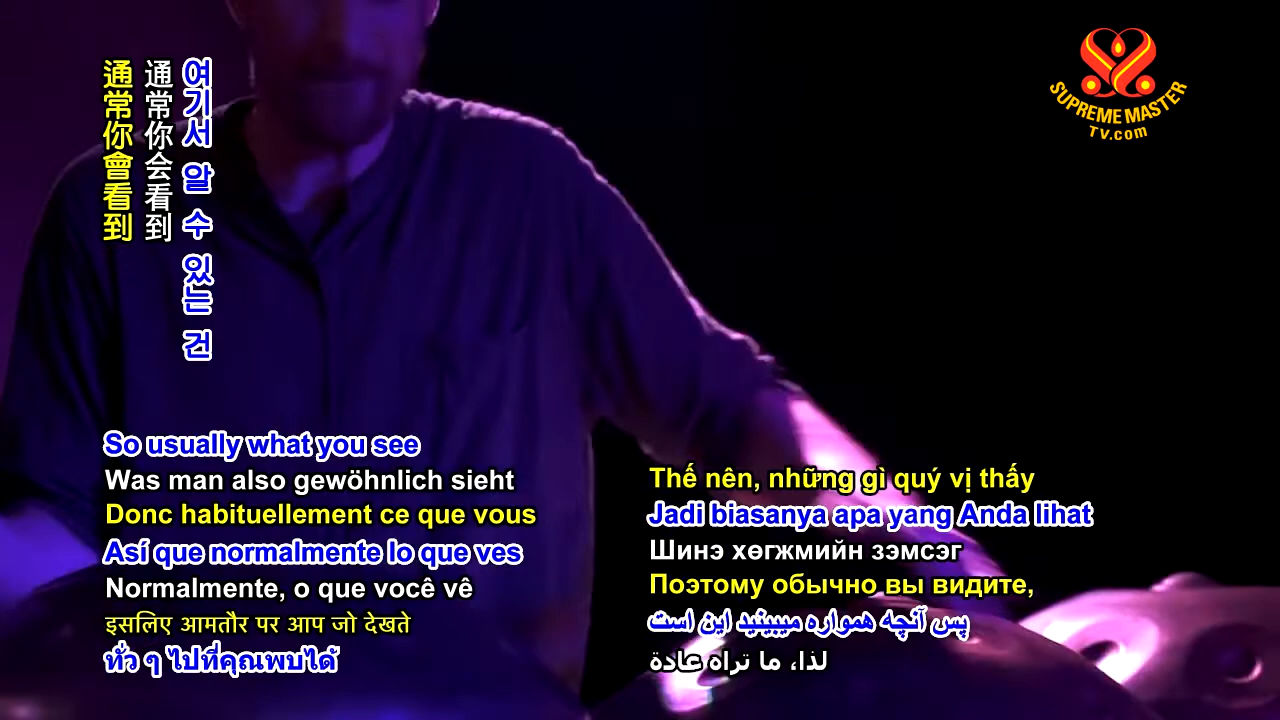 通常你會看到
通常你会看到
여기서 알 수 있는 건
SUPREME MASTER
TV.com
So usually what you see
Was man also gewöhnlich sieht
Donc habituellement ce que vous
Así que normalmente lo que ves
Normalmente, o que você vê
इसलिए आमतौर पर आप जो देखते
ทั่ว ๆ ไปที่คุณพบได้
Thế nên, những gì quý vị thấy
Jadi biasanya apa yang Anda lihat
Шинэ хөгжмийн зэмсэг
Поэтому обычно вы видите,
پس آنچه همواره میبینید این است
لذا، ما تراه عادة